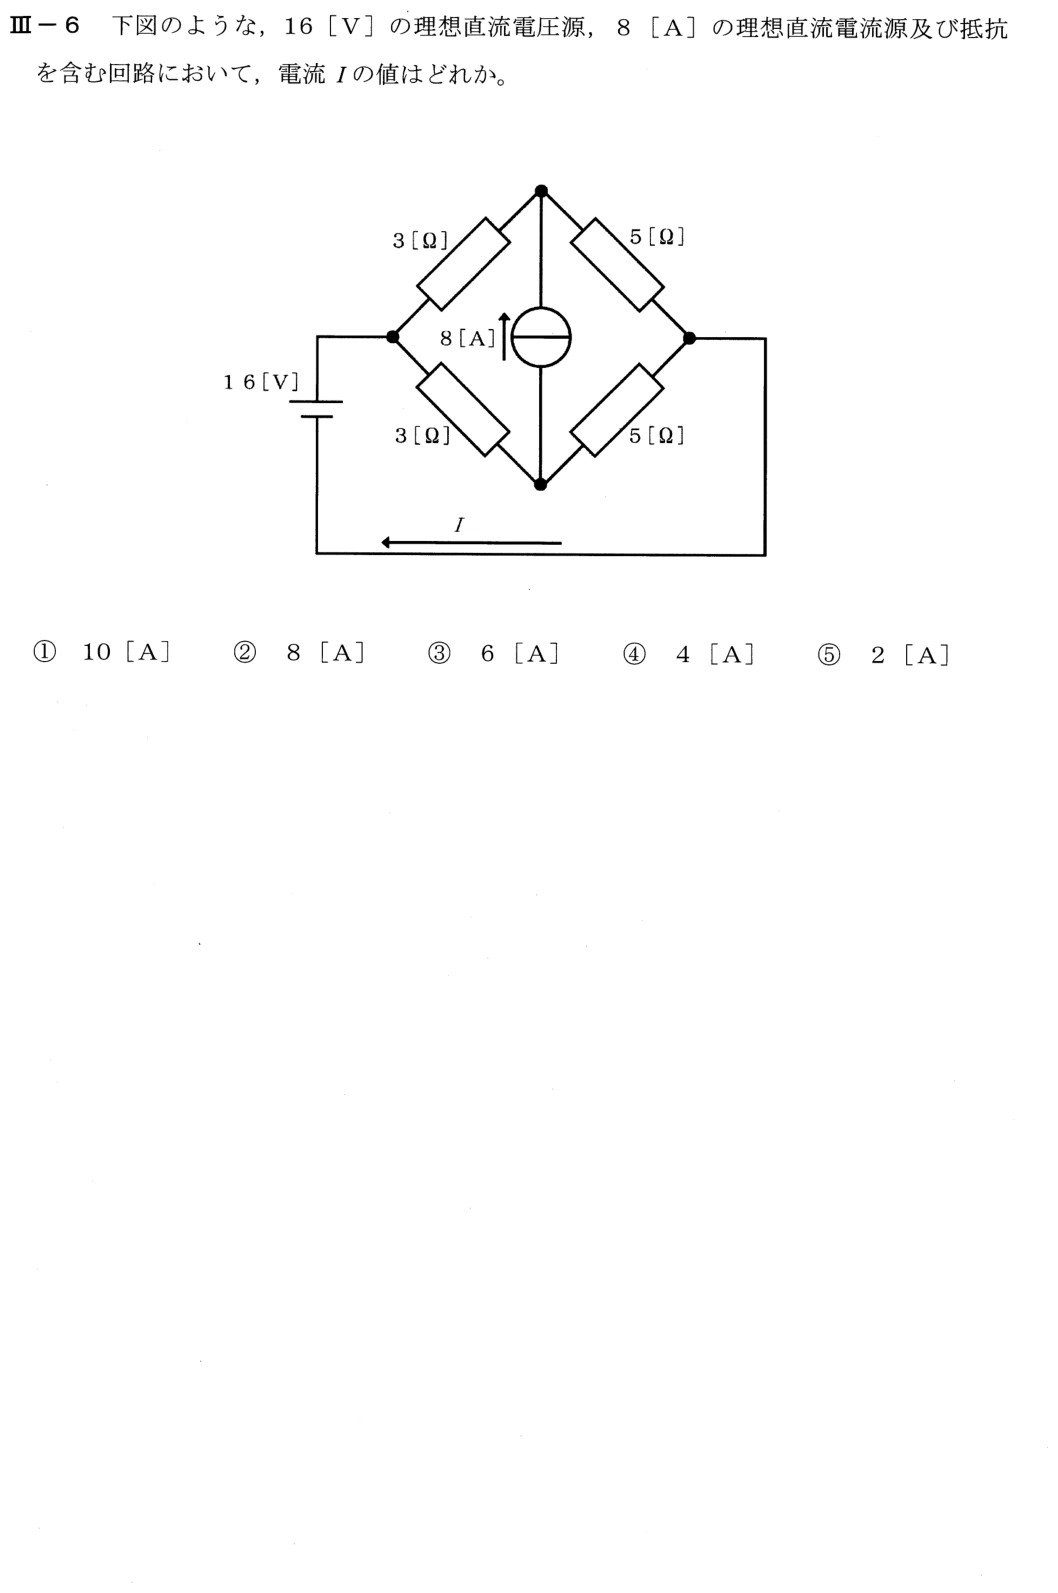 Ⅲ－6　下図のような，16［V］の理想直流電圧源，8［A］の理想直流電流源及び抵抗
を含む回路において，電流 I の値はどれか。
3［Ω］
5［Ω］
8［A］
16［V］
3［Ω］
5［Ω］
I
①　10［A］　②　8［A］　③　6［A］　④　4［A］　⑤　2［A］